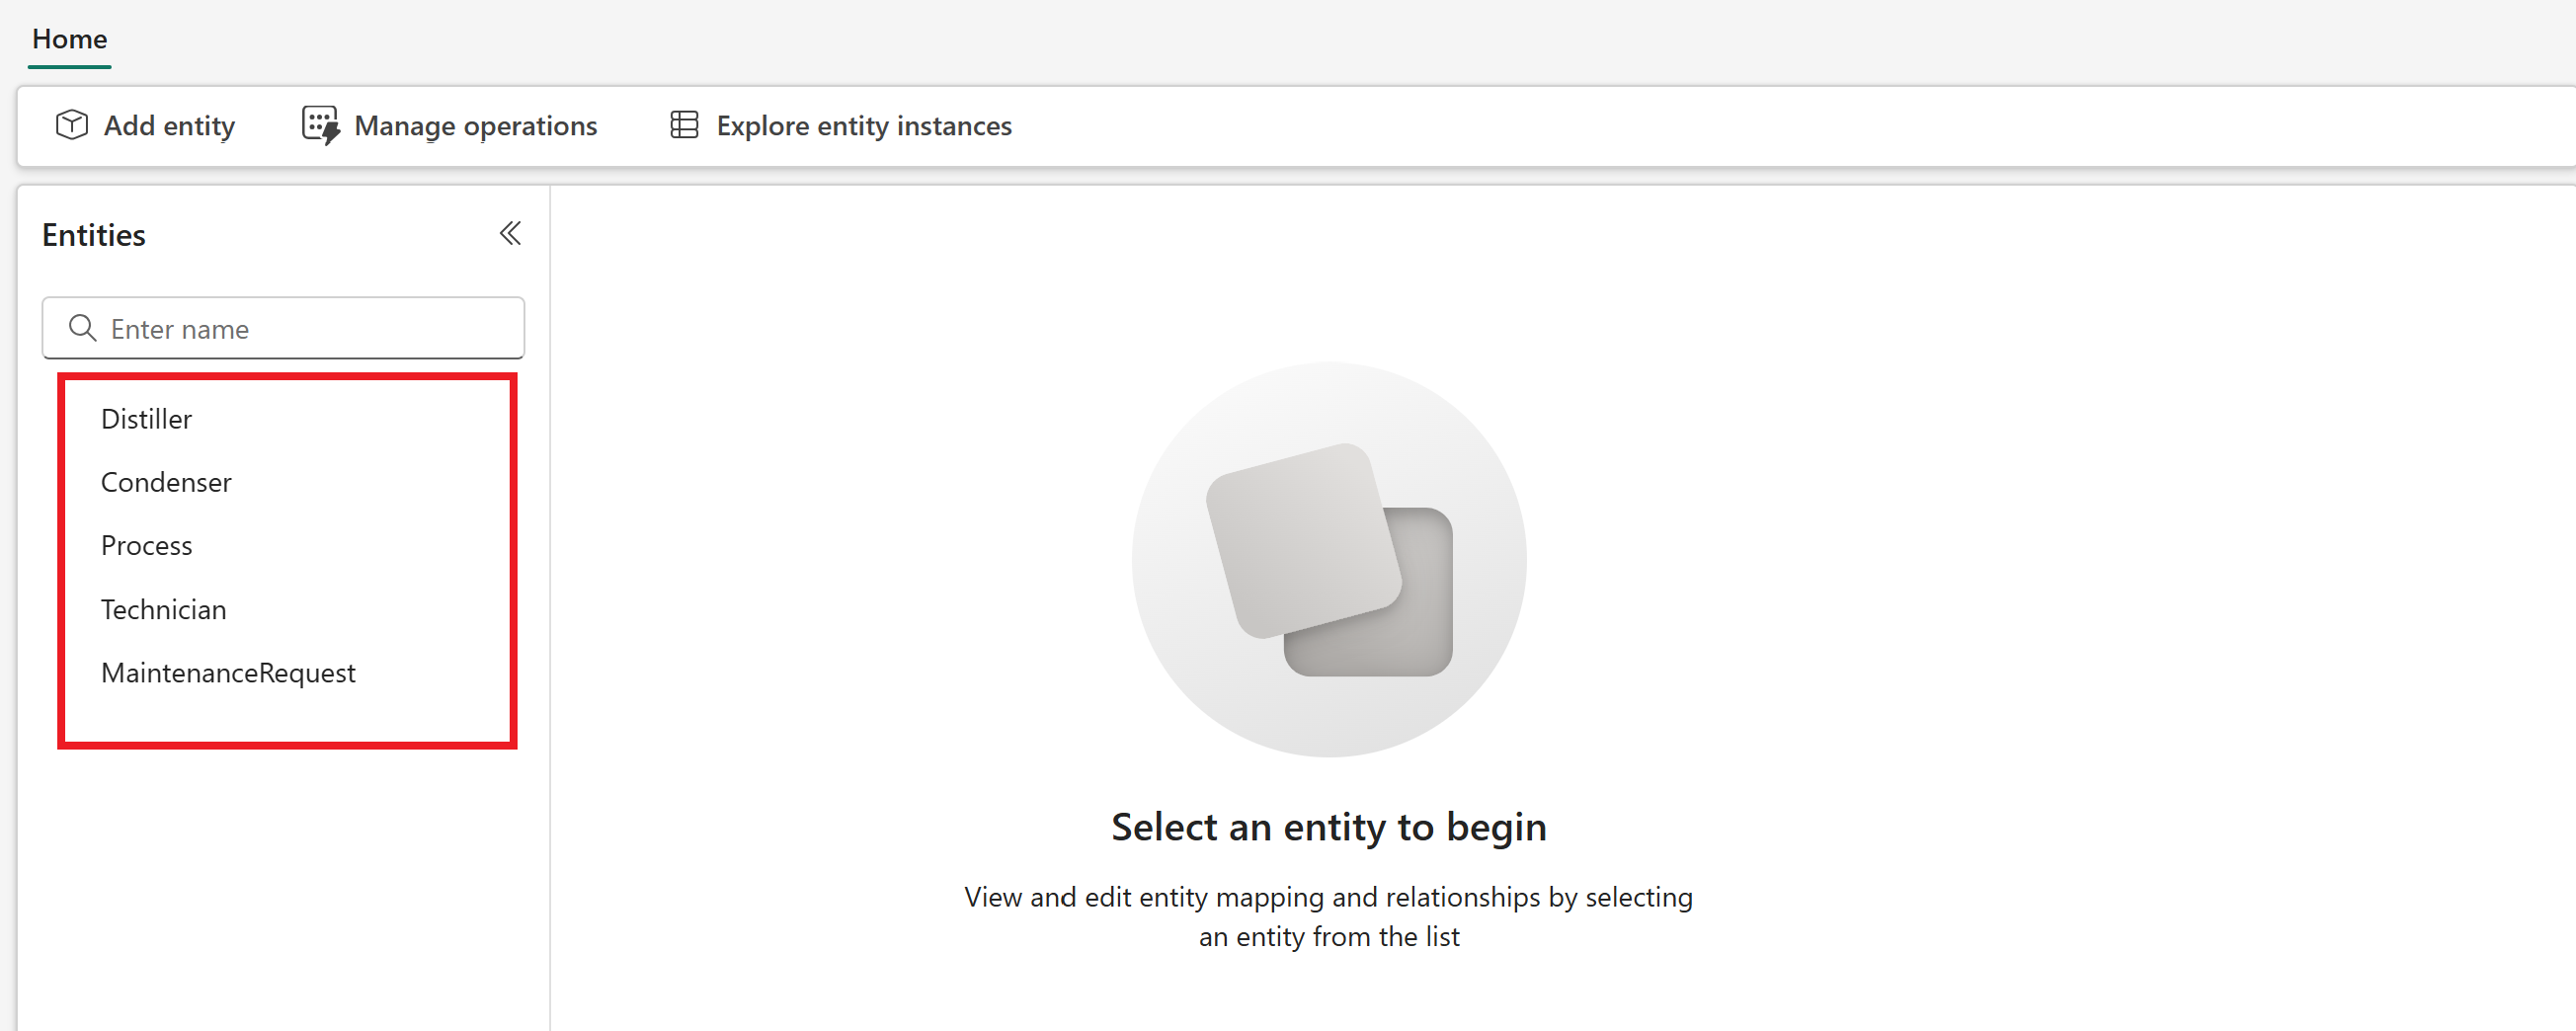 Home
Add entity
Manage operations
Explore entity instances
Entities
Enter name
Distiller
Condenser
Process
Technician
MaintenanceRequest
Select an entity to begin
View and edit entity mapping and relationships by selecting
an entity from the list